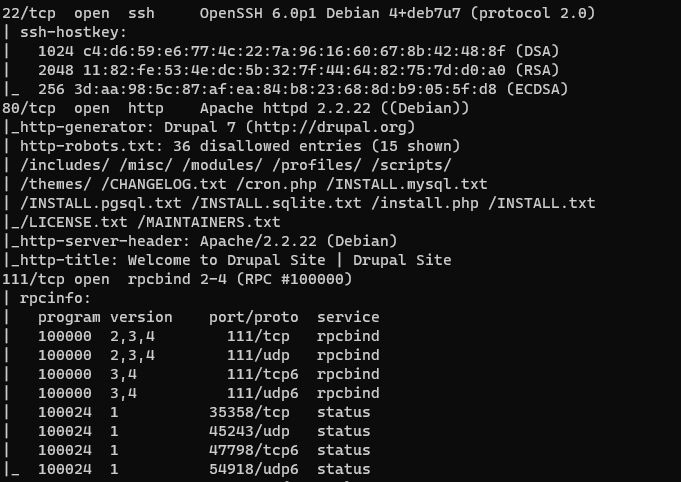 22/tcp  open  ssh     OpenSSH 6.0p1 Debian 4+deb7u7 (protocol 2.0)
| ssh-hostkey:
|   1024 c4:d6:59:e6:77:4c:22:7a:96:16:60:67:8b:42:48:8f (DSA)
|   2048 11:82:fe:53:4e:dc:5b:32:7f:44:64:82:75:7d:d0:a0 (RSA)
|_  256 3d:aa:98:5c:87:af:ea:84:b8:23:68:8d:b9:05:5f:d8 (ECDSA)
80/tcp  open  http    Apache httpd 2.2.22 ((Debian))
|_http-generator: Drupal 7 (http://drupal.org)
| http-robots.txt: 36 disallowed entries (15 shown)
| /includes/ /misc/ /modules/ /profiles/ /scripts/
| /themes/ /CHANGELOG.txt /cron.php /INSTALL.mysql.txt
| /INSTALL.pgsql.txt /INSTALL.sqlite.txt /install.php /INSTALL.txt
|_/LICENSE.txt /MAINTAINERS.txt
|_http-server-header: Apache/2.2.22 (Debian)
|_http-title: Welcome to Drupal Site | Drupal Site
111/tcp open  rpcbind 2-4 (RPC #100000)
| rpcinfo:
|   program version    port/proto  service
|   100000  2,3,4        111/tcp   rpcbind
|   100000  2,3,4        111/udp   rpcbind
|   100000  3,4          111/tcp6  rpcbind
|   100000  3,4          111/udp6  rpcbind
|   100024  1          35358/tcp   status
|   100024  1          45243/udp   status
|   100024  1          47798/tcp6  status
|_  100024  1          54918/udp6  status